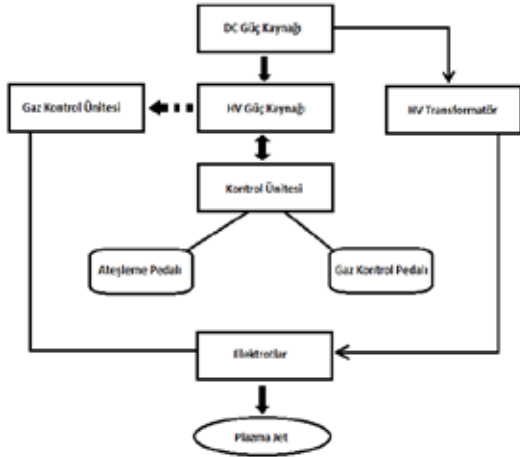 DC Güç Kaynağı
Gaz Kontrol Ünitesi
HV Güç Kaynağı
HV Transformatör
Kontrol Ünitesi
Ateşleme Pedalı
Gaz Kontrol Pedalı
Elektrotlar
Plazma Jet